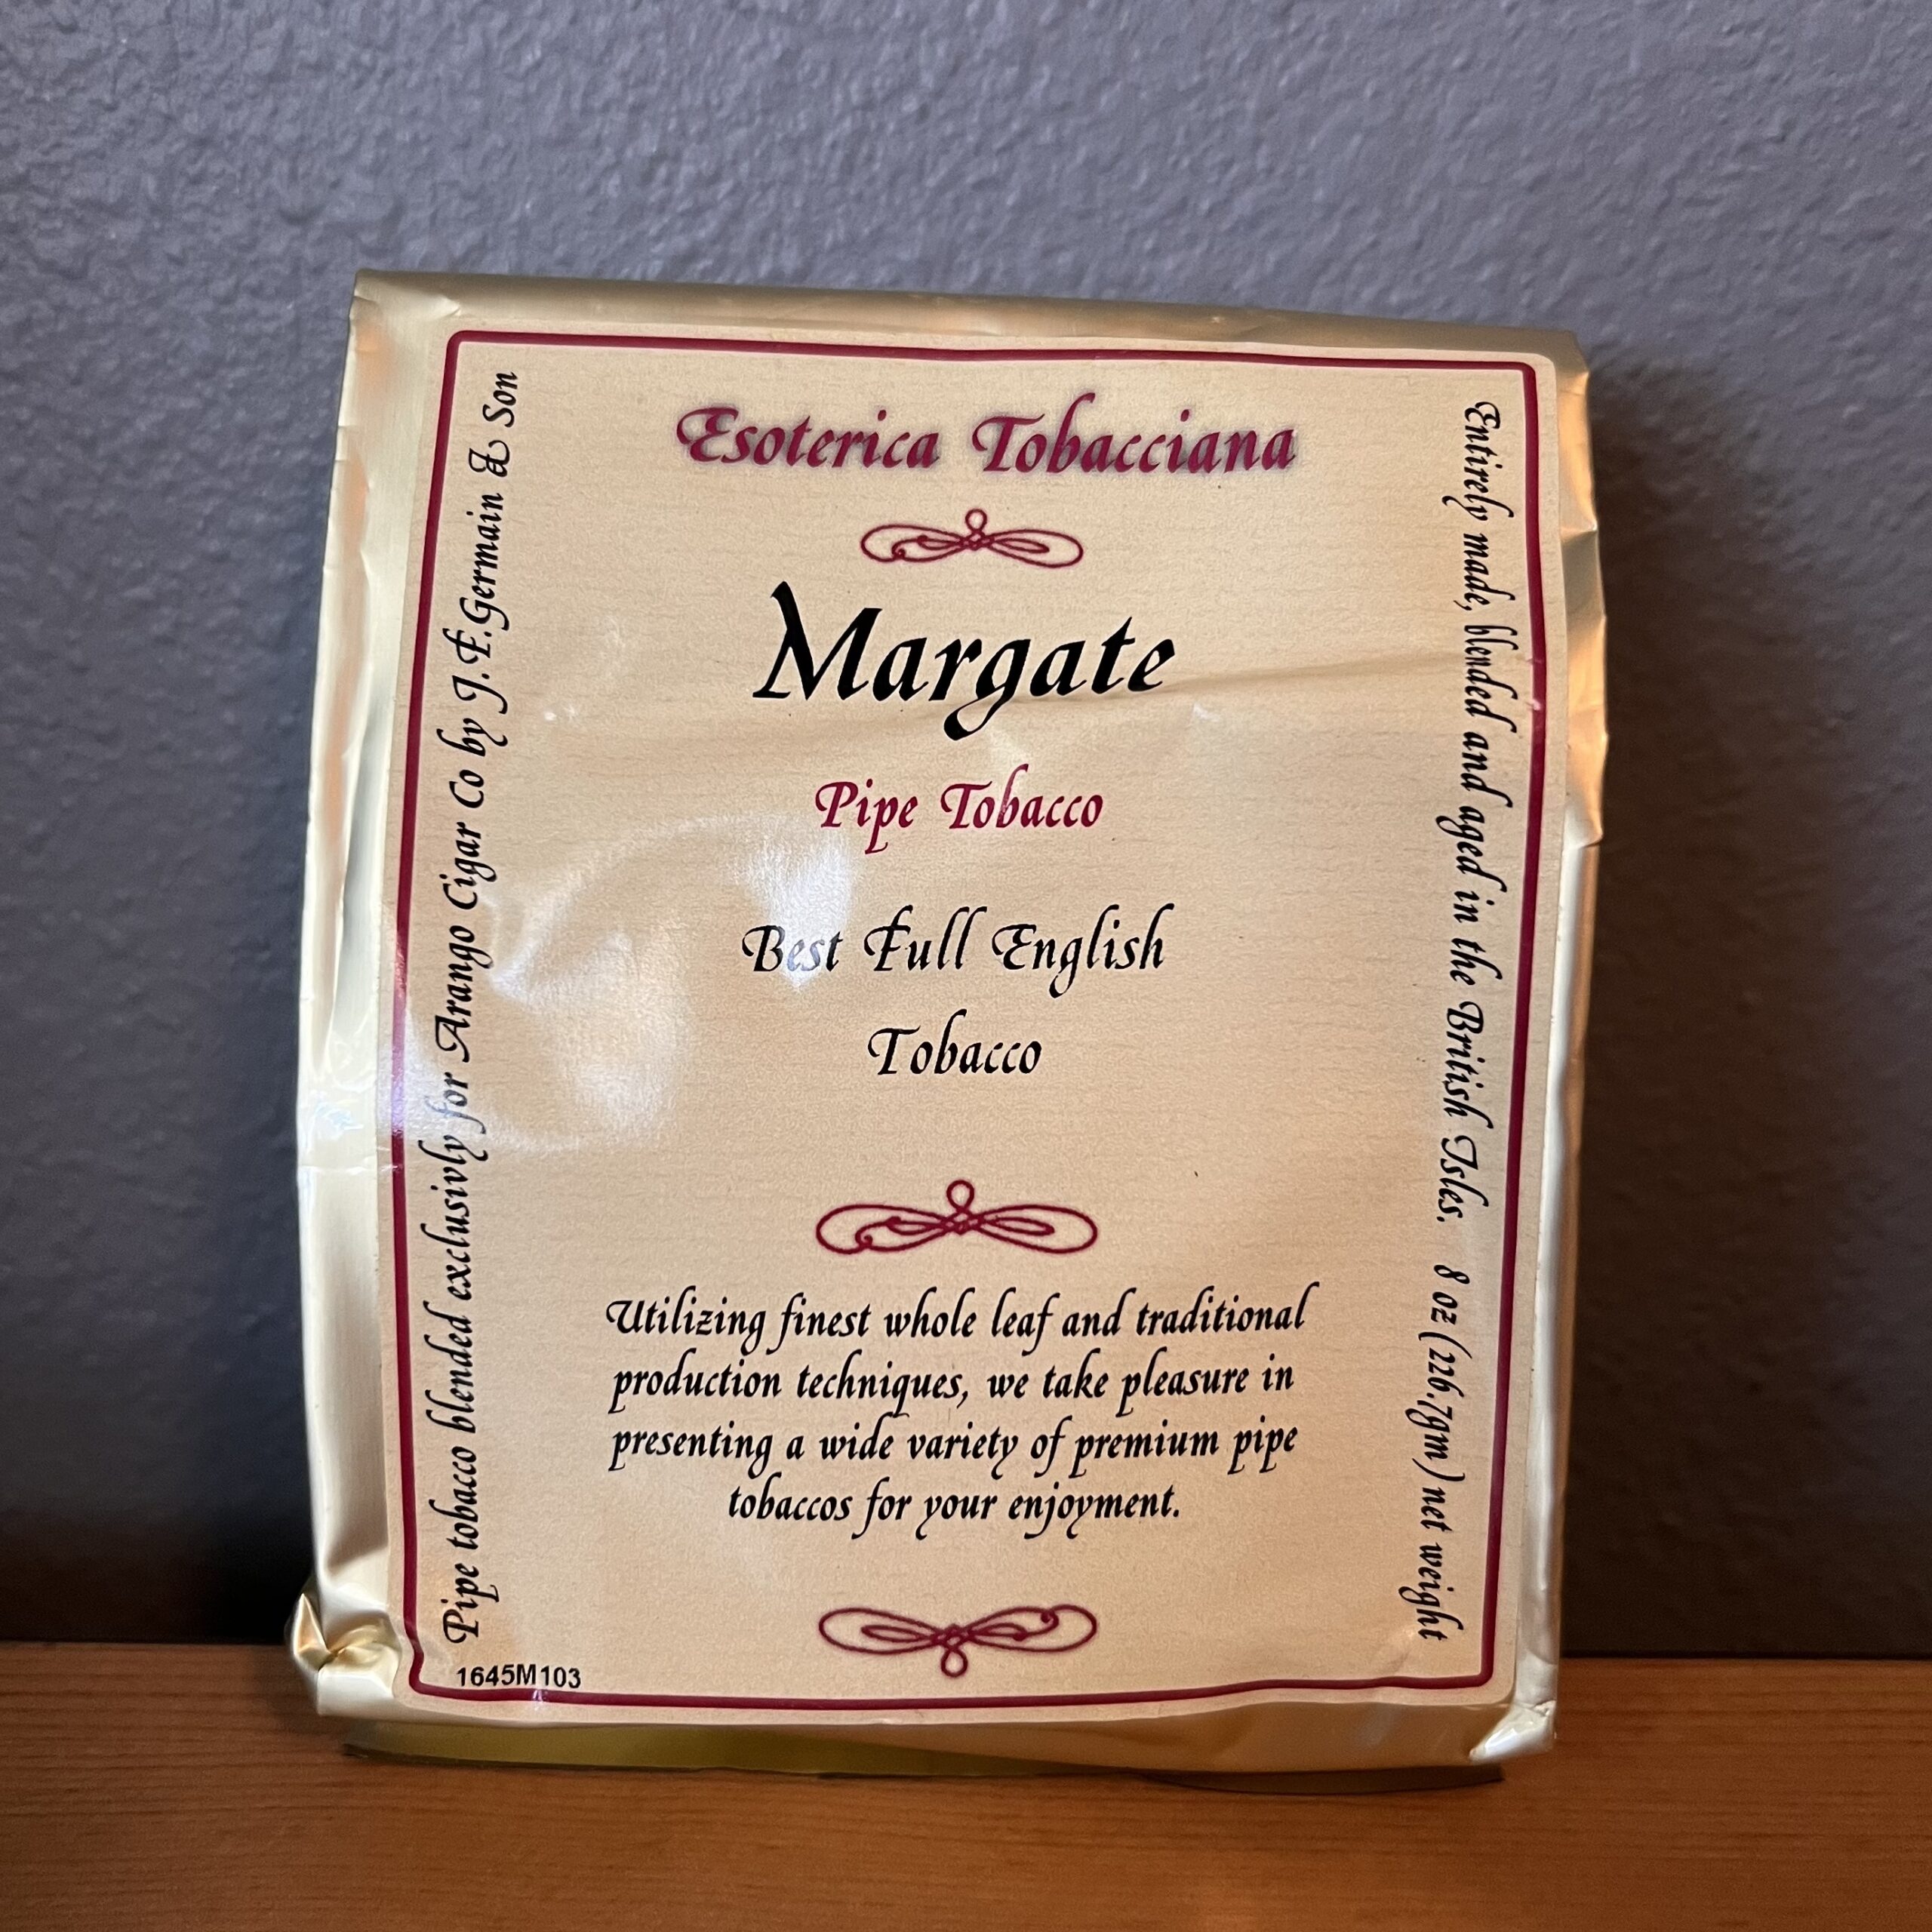 Esoterica Tobacciana
Margate
Pipe Tobacco
Best Full English
Tobacco
Utilizing finest whole leaf and traditional
production techniques, we take pleasure in
presenting a wide variety of premium pipe
tobaccos for your enjoyment.
Pipe tobacco blended exclusivly for Arango Cigar Co by J.F.Germain & Son
Entirely made, blended and aged in the British Isles. 8 oz (226,7gm) net weight
1645M103